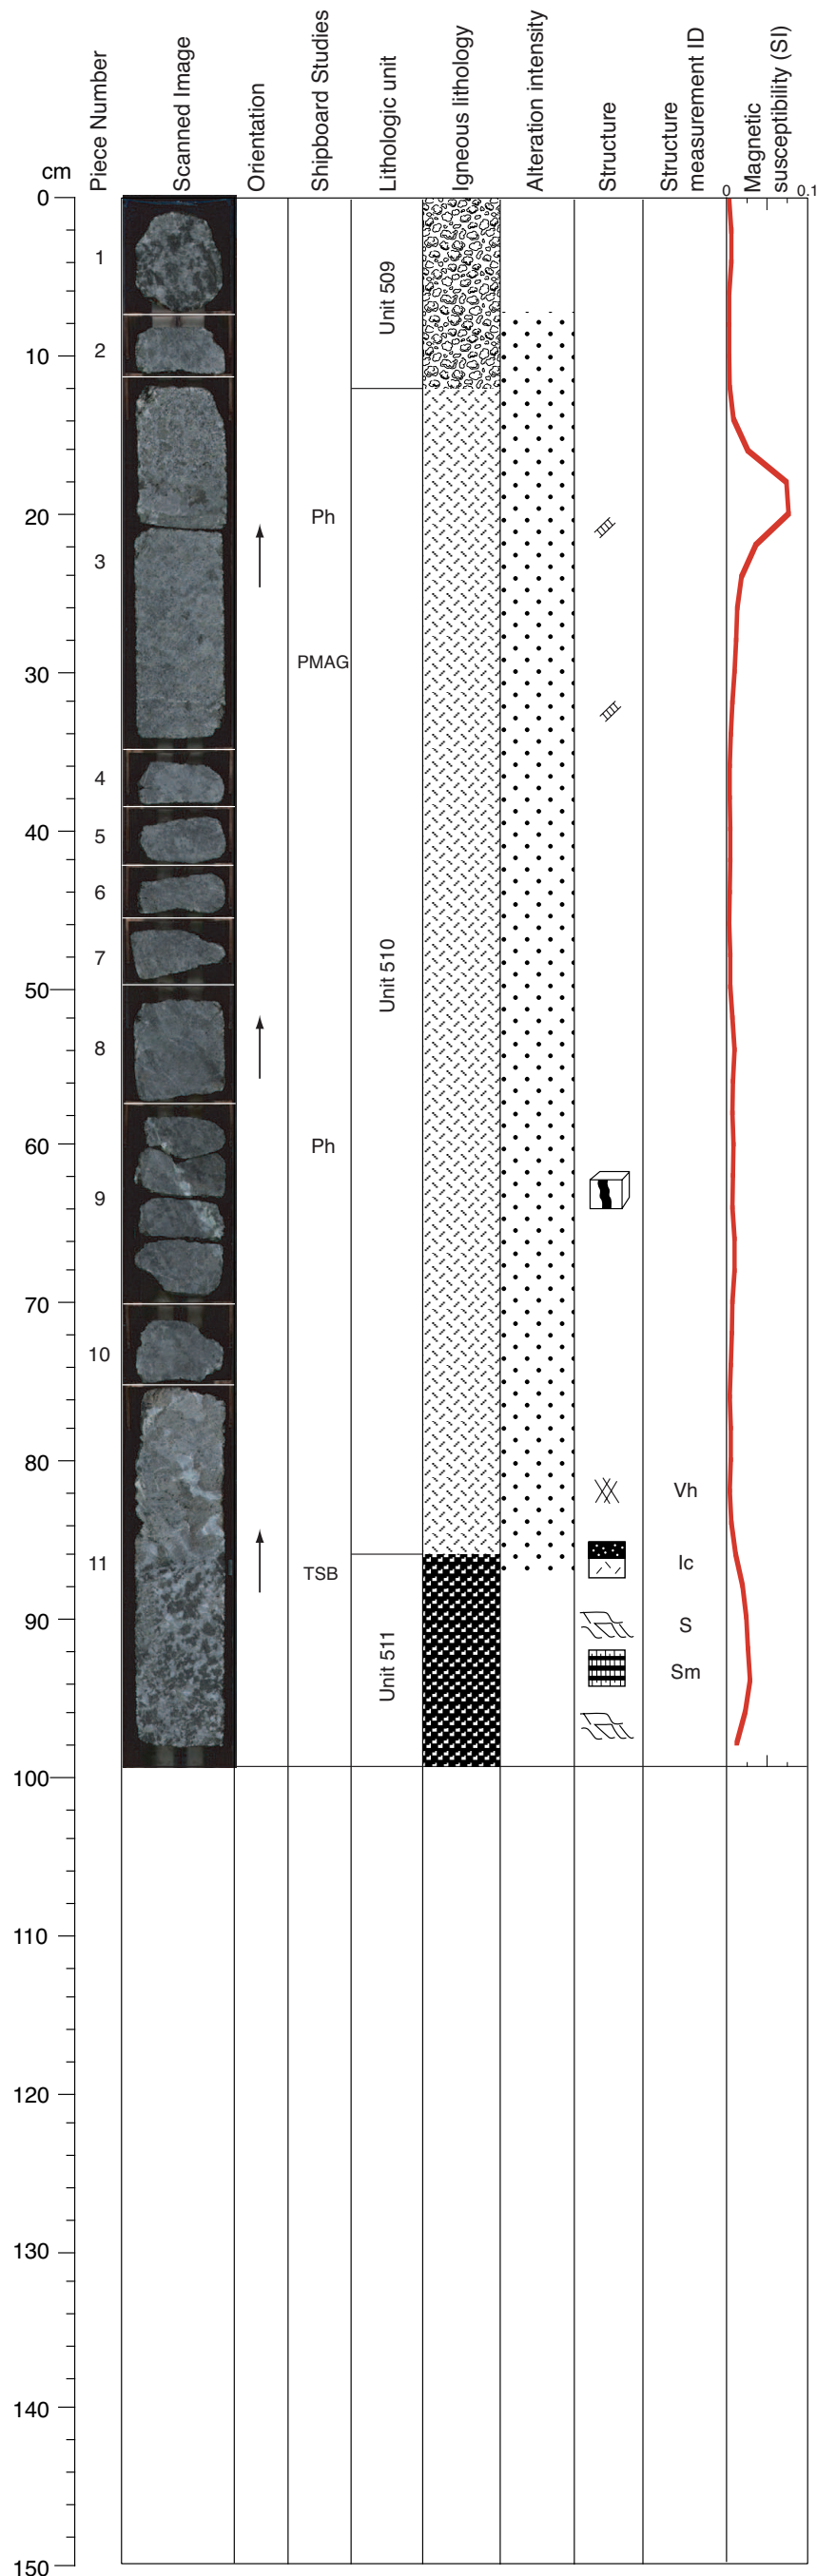 cm
Piece Number
Scanned Image
Orientation
Shipboard Studies
Lithologic unit
Igneous lithology
Alteration intensity
Structure
Structure
measurement ID
Magnetic
susceptibility (SI)
0 0.1
0
1
Unit 509
2
10
20
Ph
3
PMAG
30
4
5
40
6
7
Unit 510
50
8
60
Ph
9
70
10
80
Vh
11
TSB
Ic
90
S
Unit 511
Sm
100
110
120
130
140
150